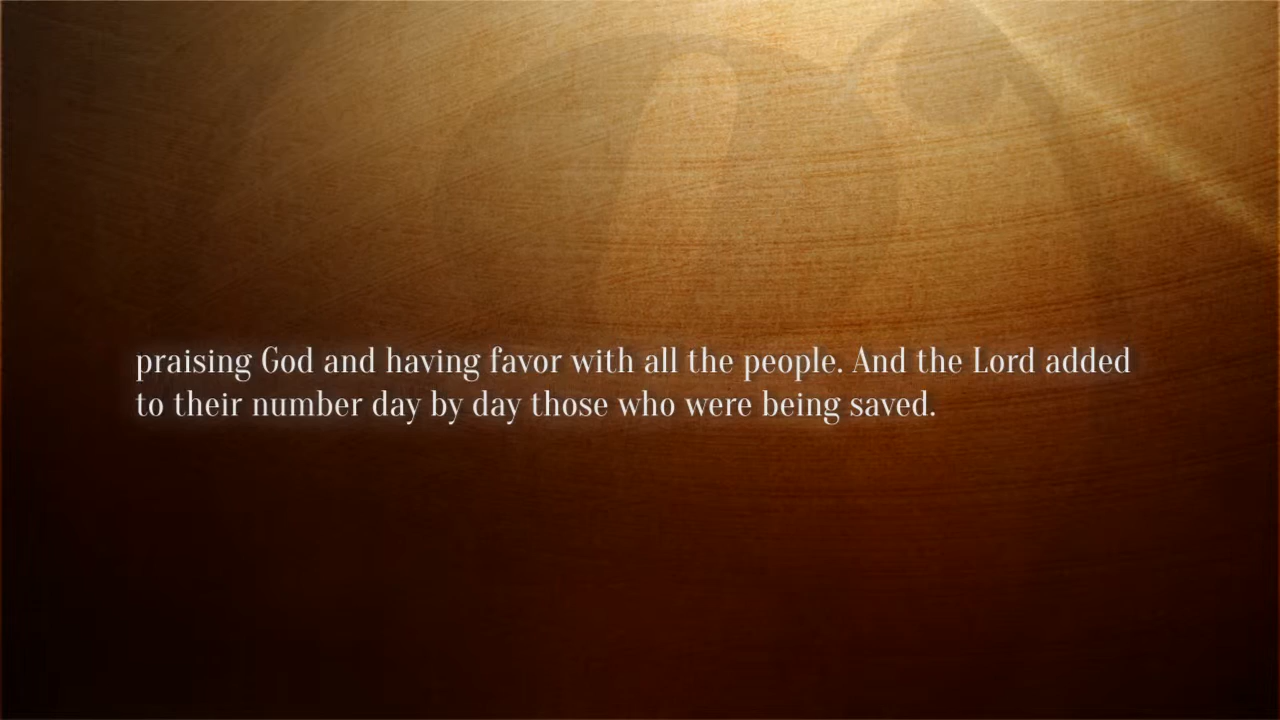 praising God and having favor with all the people. And the Lord added
to their number day by day those who were being saved.